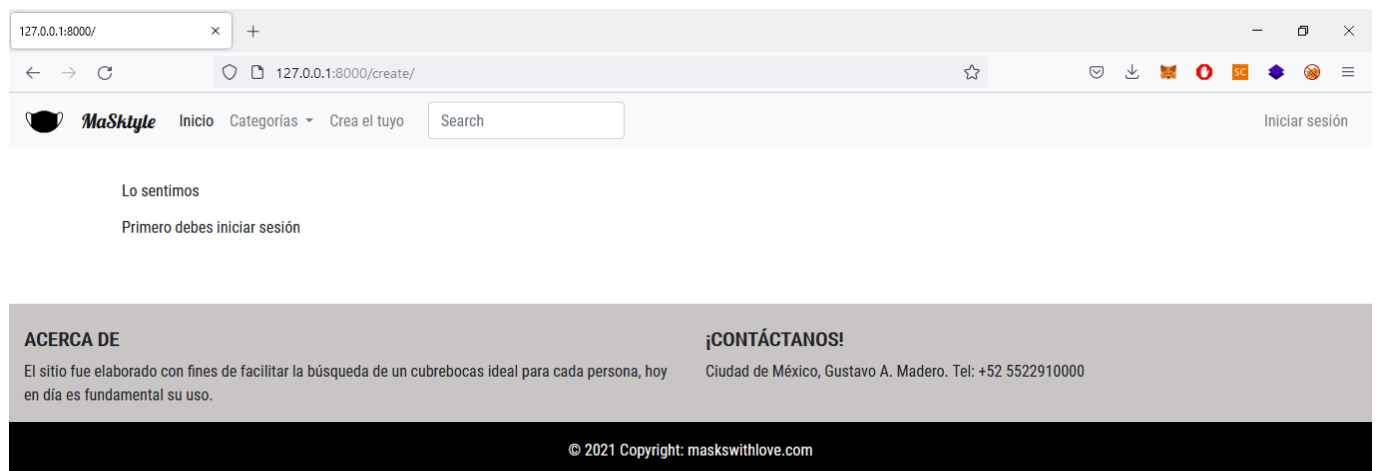 127.0.0.1:8000/
127.0.0.1:8000/create/
SC
MaSktyle Inicio Categorías Crea el tuyo Search Iniciar sesión
Lo sentimos
Primero debes iniciar sesión
ACERCA DE
El sitio fue elaborado con fines de facilitar la búsqueda de un cubrebocas ideal para cada persona, hoy
en día es fundamental su uso.
¡CONTÁCTANOS!
Ciudad de México, Gustavo A. Madero. Tel: +52 5522910000
© 2021 Copyright: maskswithlove.com